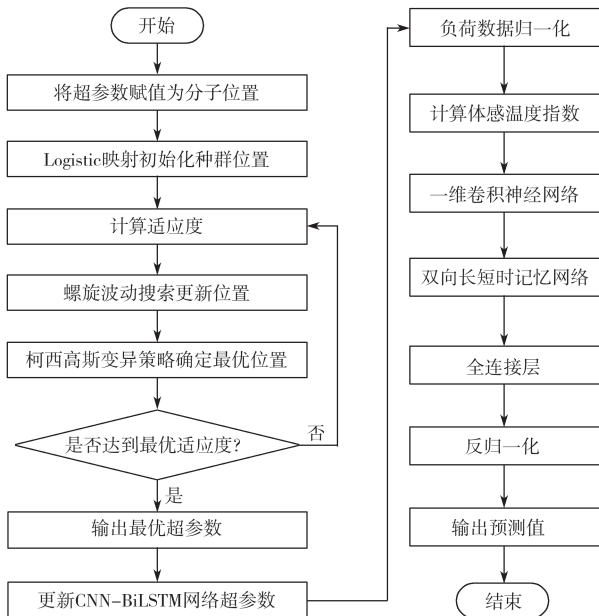 开始
将超参数赋值为分子位置
Logistic映射初始化种群位置
计算适应度
螺旋波动搜索更新位置
柯西高斯变异策略确定最优位置
是否达到最优适应度?
否
是
输出最优超参数
更新CNN-BiLSTM网络超参数
负荷数据归一化
计算体感温度指数
一维卷积神经网络
双向长短时记忆网络
全连接层
反归一化
输出预测值
结束